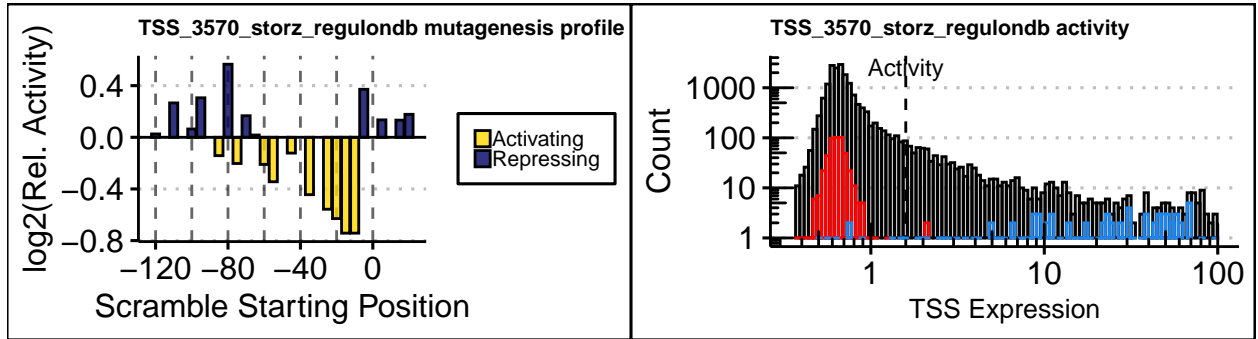 TSS_3570_storz_regulondb mutagenesis profile
log2(Rel. Activity)
0.4
0.0
−0.4
−0.8
−120
−80
−40
0
Scramble Starting Position
Activating
Repressing
TSS_3570_storz_regulondb activity
Activity
Count
1000
100
10
1
1
10
100
TSS Expression